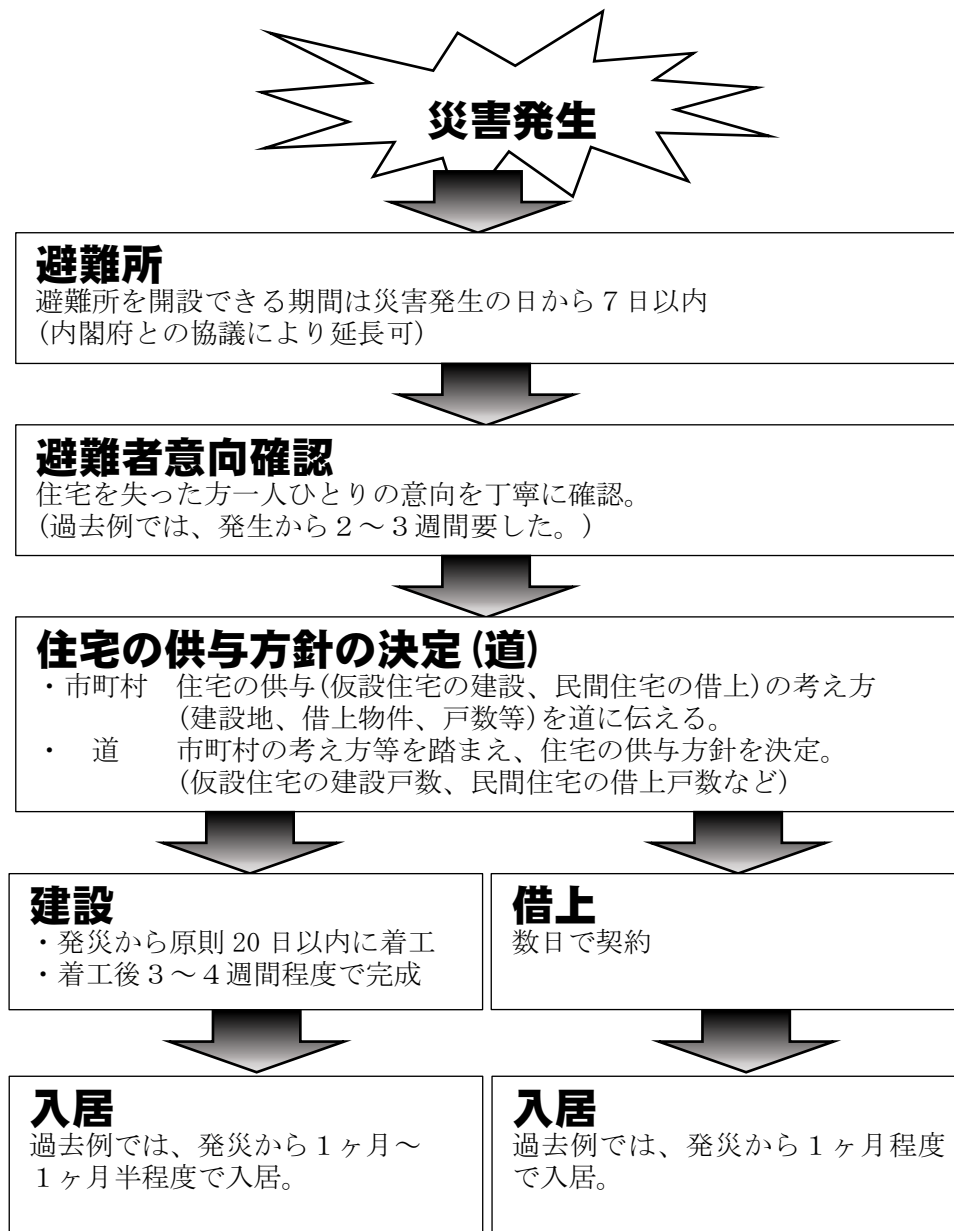 災害発生
避難所
避難所を開設できる期間は災害発生の日から７日以内
(内閣府との協議により延長可)
避難者意向確認
住宅を失った方一人ひとりの意向を丁寧に確認。
(過去例では、発生から２～３週間要した。)
住宅の供与方針の決定(道)
・市町村　住宅の供与(仮設住宅の建設、民間住宅の借上)の考え方
(建設地、借上物件、戸数等)を道に伝える。
・　道　　市町村の考え方等を踏まえ、住宅の供与方針を決定。
(仮設住宅の建設戸数、民間住宅の借上戸数など)
建設
・発災から原則 20 日以内に着工
・着工後３～４週間程度で完成
借上
数日で契約
入居
過去例では、発災から１ヶ月～
１ヶ月半程度で入居。
入居
過去例では、発災から１ヶ月程度
で入居。